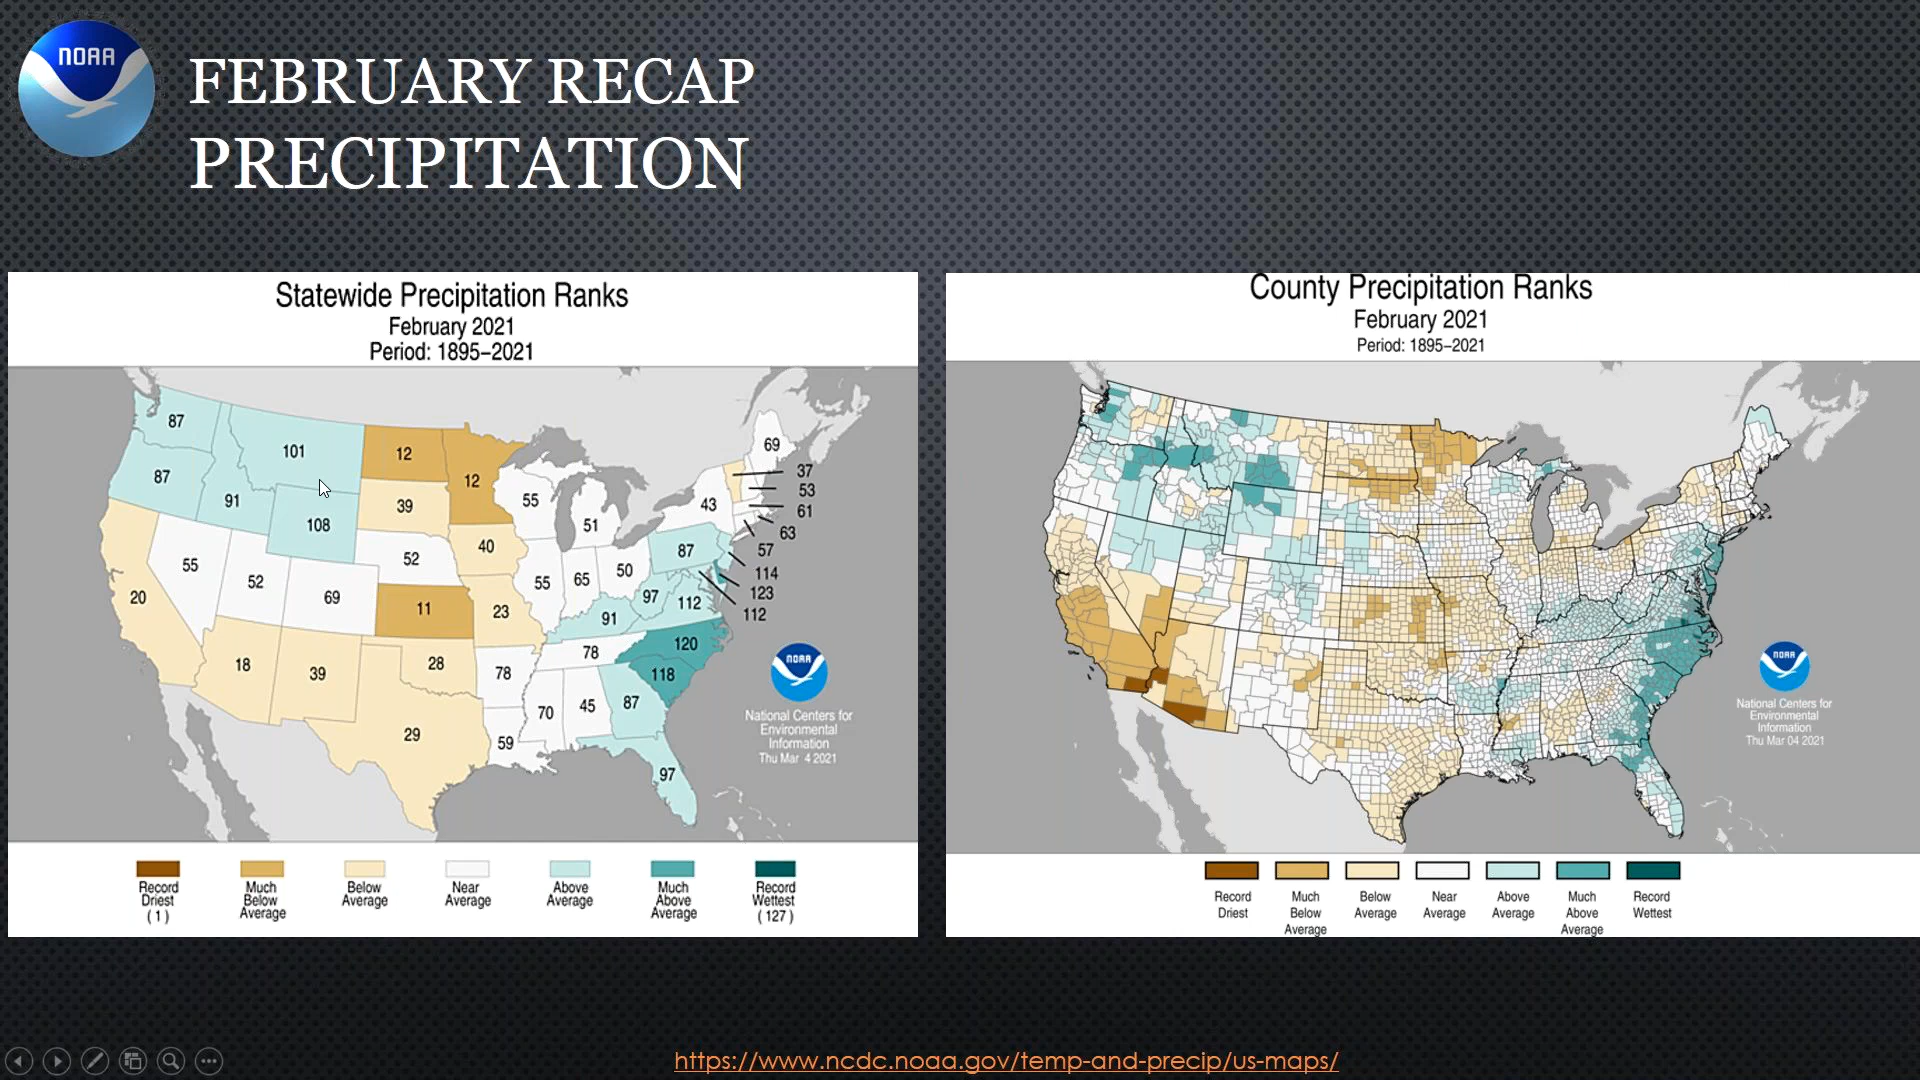 NOAA
FEBRUARY RECAP
PRECIPITATION
Statewide Precipitation Ranks
February 2021
Period: 1895–2021
87
101
12
12
69
87
91
108
39
55
51
43
37
53
61
63
57
114
123
112
55
52
69
52
40
55
65
50
87
97
112
91
20
11
23
78
120
118
18
39
28
78
70
45
87
29
59
97
NOAA
National Centers for
Environmental
Information
Thu Mar 4 2021
Record
Driest
(1)
Much
Below
Average
Below
Average
Near
Average
Above
Average
Much
Above
Average
Record
Wettest
(127)
County Precipitation Ranks
February 2021
Period: 1895–2021
NOAA
National Centers for
Environmental
Information
Thu Mar 04 2021
Record
Driest
Much
Below
Average
Below
Average
Near
Average
Above
Average
Much
Above
Average
Record
Wettest
https://www.ncdc.noaa.gov/temp-and-precip/us-maps/